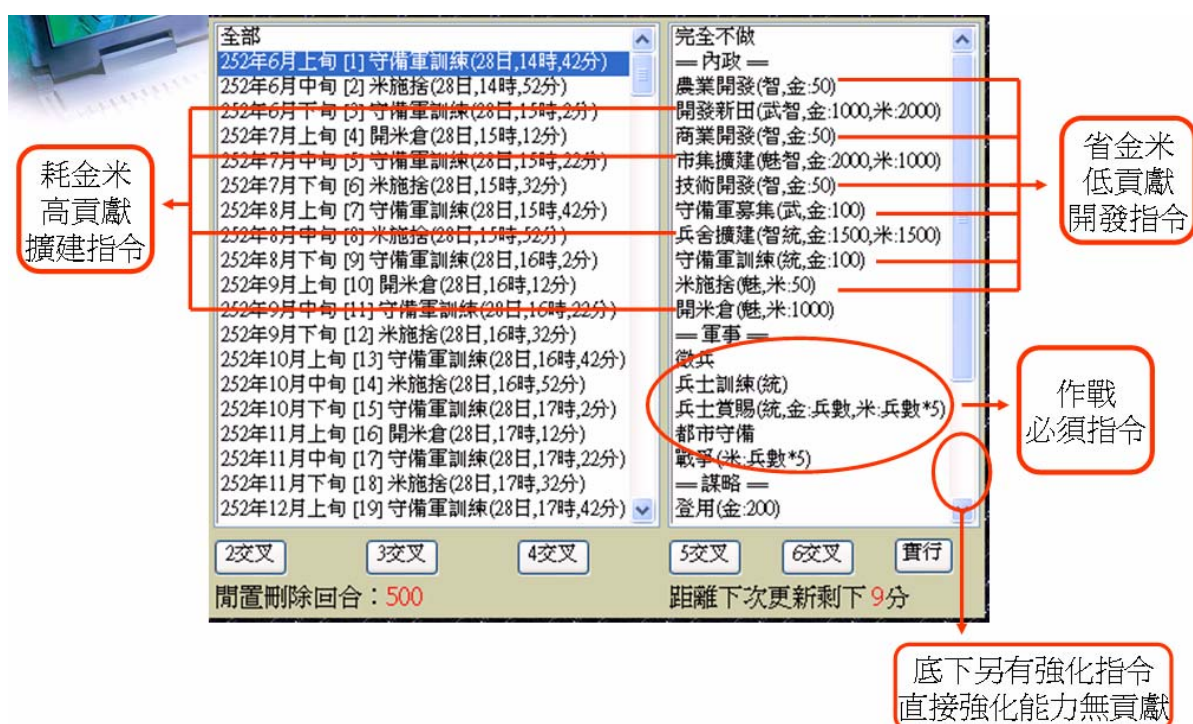 全部
252年6月上旬 [1] 守備軍訓練(28日,14時,42分)
252年6月中旬 [2] 米施捨(28日,14時,52分)
252年6月下旬 [3] 守備軍訓練(28日,15時,2分)
252年7月上旬 [4] 開米倉(28日,15時,12分)
252年7月中旬 [5] 守備軍訓練(28日,15時,22分)
252年7月下旬 [6] 米施捨(28日,15時,32分)
252年8月上旬 [7] 守備軍訓練(28日,15時,42分)
252年8月中旬 [8] 米施捨(28日,15時,52分)
252年8月下旬 [9] 守備軍訓練(28日,16時,2分)
252年9月上旬 [10] 開米倉(28日,16時,12分)
252年9月中旬 [11] 守備軍訓練(28日,16時,22分)
252年9月下旬 [12] 米施捨(28日,16時,32分)
252年10月上旬 [13] 守備軍訓練(28日,16時,42分)
252年10月中旬 [14] 米施捨(28日,16時,52分)
252年10月下旬 [15] 守備軍訓練(28日,17時,2分)
252年11月上旬 [16] 開米倉(28日,17時,12分)
252年11月中旬 [17] 守備軍訓練(28日,17時,22分)
252年11月下旬 [18] 米施捨(28日,17時,32分)
252年12月上旬 [19] 守備軍訓練(28日,17時,42分)
完全不做
＝內政＝
農業開發(智,金:50)
開發新田(武智,金:1000,米:2000)
商業開發(智,金:50)
市集擴建(魅智,金:2000,米:1000)
技術開發(智,金:50)
守備軍募集(武,金:100)
兵舍擴建(智統,金:1500,米:1500)
守備軍訓練(統,金:100)
米施捨(魅,米:50)
開米倉(魅,米:1000)
＝軍事＝
徵兵
兵士訓練(統)
兵士賞賜(統,金:兵數,米:兵數*5)
都市守備
戰爭(米:兵數*5)
＝謀略＝
登用(金:200)
2交叉
3交叉
4交叉
5交叉
6交叉
實行
閒置刪除回合：500
距離下次更新剩下 9分
耗金米
高貢獻
擴建指令
省金米
低貢獻
開發指令
作戰
必須指令
底下另有強化指令
直接強化能力無貢獻